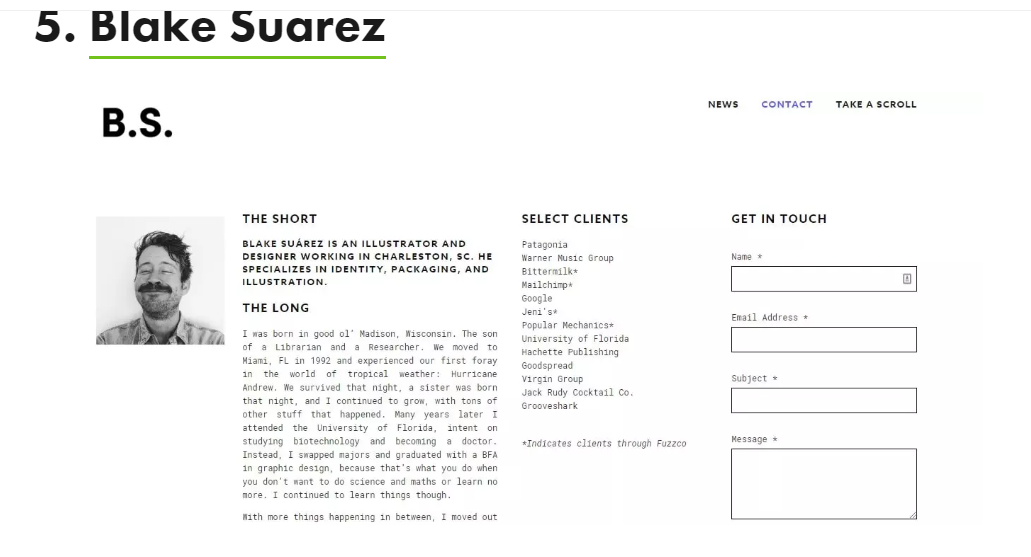 5. Blake Suarez
B.S.
NEWS CONTACT TAKE A SCROLL
THE SHORT
BLAKE SUÁREZ IS AN ILLUSTRATOR AND
DESIGNER WORKING IN CHARLESTON, SC. HE
SPECIALIZES IN IDENTITY, PACKAGING, AND
ILLUSTRATION.
THE LONG
I was born in good ol' Madison, Wisconsin. The son
of a Librarian and a Researcher. We moved to
Miami, FL in 1992 and experienced our first foray
in the world of tropical weather: Hurricane
Andrew. We survived that night, a sister was born
that night, and I continued to grow, with tons of
other stuff that happened. Many years later I
attended the University of Florida, intent on
studying biotechnology and becoming a doctor.
Instead, I swapped majors and graduated with a BFA
in graphic design, because that's what you do when
you don't want to do science and maths or learn no
more. I continued to learn things though.
With more things happening in between, I moved out
SELECT CLIENTS
Patagonia
Warner Music Group
Bittermilk*
Mailchimp*
Google
Jeni's*
Popular Mechanics*
University of Florida
Hachette Publishing
Goodspread
Virgin Group
Jack Rudy Cocktail Co.
Grooveshark
*Indicates clients through Fuzzco
GET IN TOUCH
Name *
Email Address *
Subject *
Message *